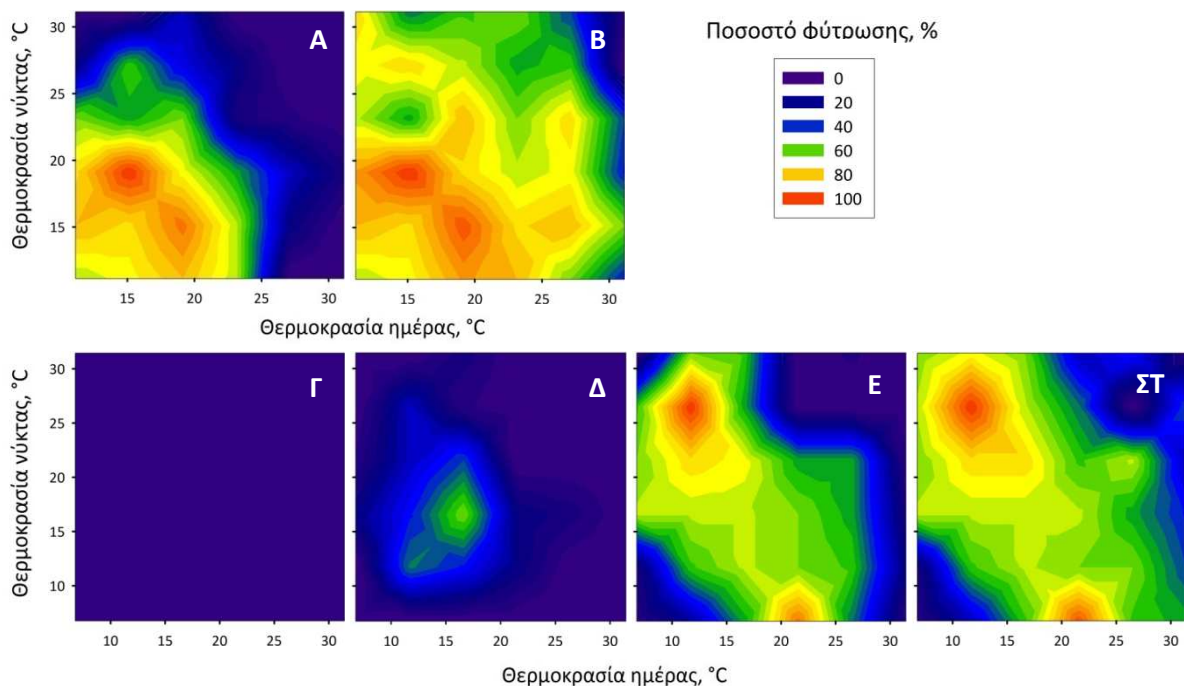 Ποσοστό φύτρωσης, %
0
20
40
60
80
100
Θερμοκρασία νύκτας, °C
30
25
20
15
Α
Β
15 20 25 30 15 20 25 30
Θερμοκρασία ημέρας, °C
Θερμοκρασία νύκτας, °C
30
25
20
15
10
Γ
Δ
Ε
ΣΤ
10 15 20 25 30 10 15 20 25 30 10 15 20 25 30 10 15 20 25 30
Θερμοκρασία ημέρας, °C